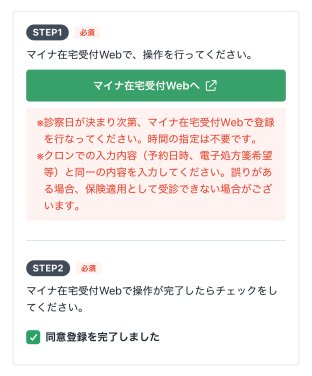 STEP1 必須
マイナ在宅受付Webで、操作を行ってください。
マイナ在宅受付Webへ
※診察日が決まり次第、マイナ在宅受付Webで登録
を行なってください。時間の指定は不要です。
※クロンでの入力内容（予約日時、電子処方箋希望
等）と同一の内容を入力してください。誤りがあ
る場合、保険適用として受診できない場合がござ
います。
STEP2 必須
マイナ在宅受付Webで操作が完了したらチェックをし
てください。
同意登録を完了しました